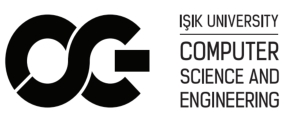 IŞIK UNIVERSITY
COMPUTER
SCIENCE AND
ENGINEERING